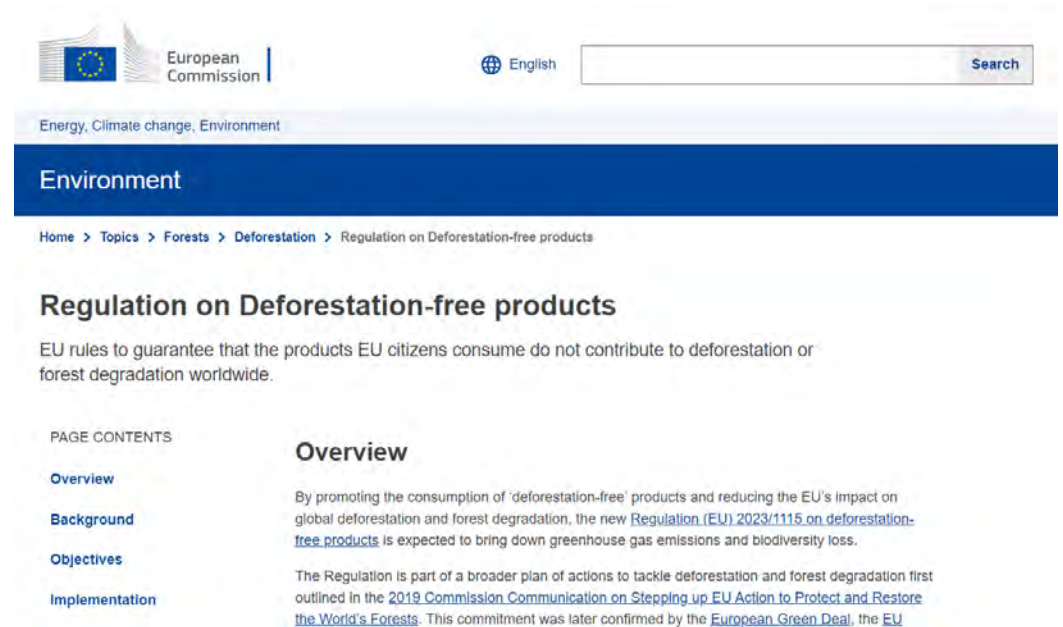 European
Commission
English
Search
Energy, Climate change, Environment
Environment
Home > Topics > Forests > Deforestation > Regulation on Deforestation-free products
Regulation on Deforestation-free products
EU rules to guarantee that the products EU citizens consume do not contribute to deforestation or
forest degradation worldwide.
PAGE CONTENTS
Overview
Background
Objectives
Implementation
Overview
By promoting the consumption of 'deforestation-free' products and reducing the EU's impact on
global deforestation and forest degradation, the new Regulation (EU) 2023/1115 on deforestation-
free products is expected to bring down greenhouse gas emissions and biodiversity loss.
The Regulation is part of a broader plan of actions to tackle deforestation and forest degradation first
outlined in the 2019 Commission Communication on Stepping up EU Action to Protect and Restore
the World's Forests. This commitment was later confirmed by the European Green Deal, the EU